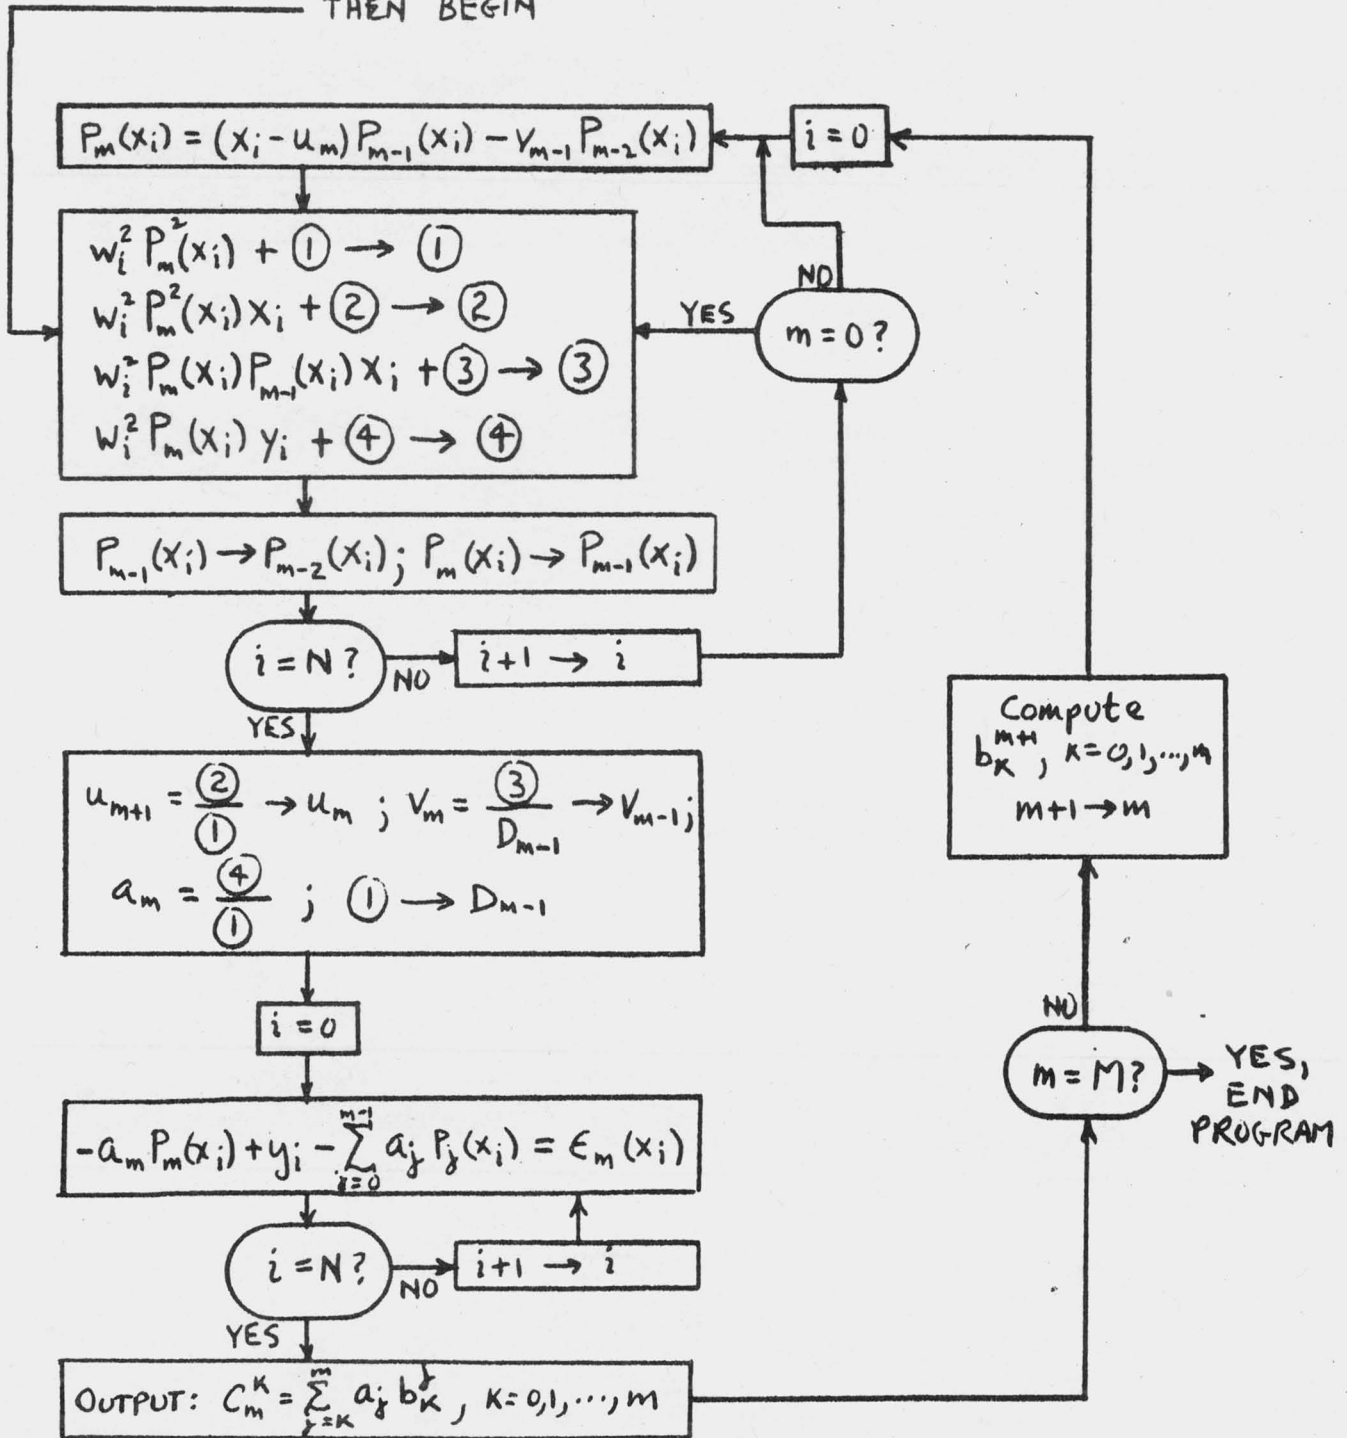 THEN BEGIN
P_m(x_i) = (x_i - u_m) P_{m-1}(x_i) - V_{m-1} P_{m-2}(x_i)
i = 0
w_i^2 P_m^2(x_i) + ① → ①
w_i^2 P_m^2(x_i) x_i + ② → ②
w_i^2 P_m(x_i) P_{m-1}(x_i) x_i + ③ → ③
w_i^2 P_m(x_i) y_i + ④ → ④
NO
YES
m = 0?
P_{m-1}(x_i) → P_{m-2}(x_i); P_m(x_i) → P_{m-1}(x_i)
i = N?
NO
i+1 → i
YES
u_{m+1} = ②/① → u_m ; V_m = ③/D_{m-1} → V_{m-1};
a_m = ④/① ; ① → D_{m-1}
Compute
b_K^{m+1}, K = 0,1,...,m
m+1 → m
i = 0
NO
m = M?
YES,
END
PROGRAM
-a_m P_m(x_i) + y_i - ∑_{j=0}^{m-1} a_j P_j(x_i) = ϵ_m(x_i)
i = N?
NO
i+1 → i
YES
OUTPUT: C_m^K = ∑_{j=K}^{m} a_j b_K^j, K = 0,1,...,m